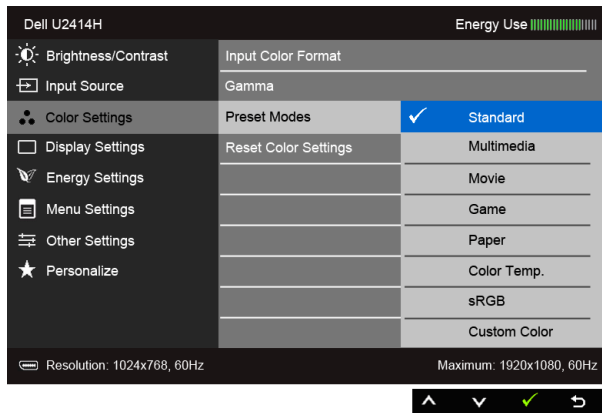 Dell U2414H Energy Use
Brightness/Contrast Input Color Format
Input Source Gamma
Color Settings Preset Modes Standard
Display Settings Reset Color Settings Multimedia
Energy Settings Movie
Menu Settings Game
Other Settings Paper
Personalize Color Temp.
sRGB
Custom Color
Resolution: 1024x768, 60Hz Maximum: 1920x1080, 60Hz